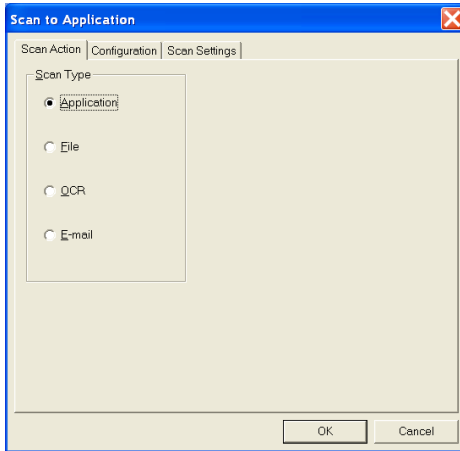 Scan to Application
Scan Action Configuration Scan Settings
Scan Type
Application
File
OCR
E-mail
OK Cancel